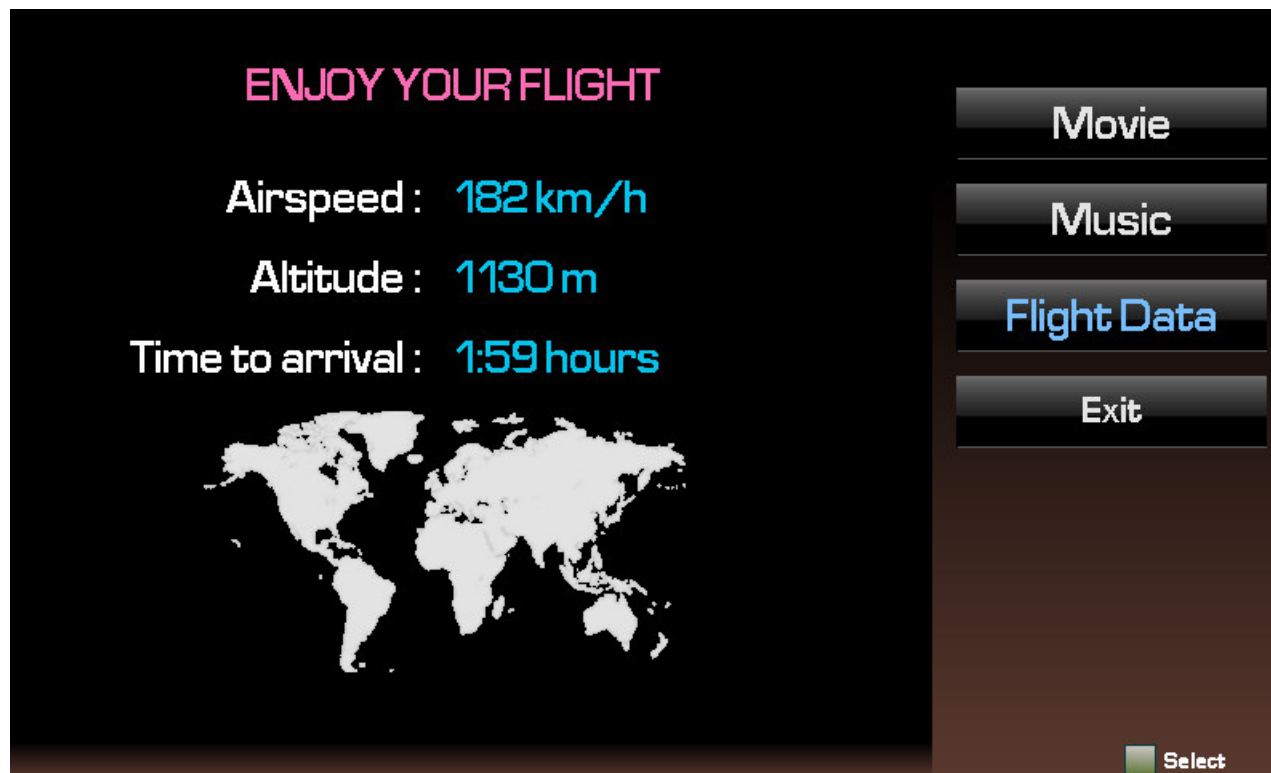 ENJOY YOUR FLIGHT
Airspeed : 182 km/h
Altitude : 1130 m
Time to arrival : 1:59 hours
Movie
Music
Flight Data
Exit
Select